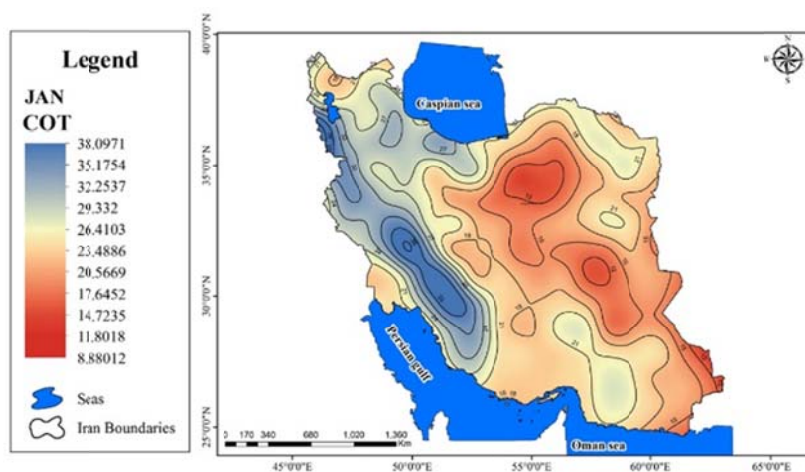 Legend
JAN
COT
38.0971
35.1754
32.2537
29.332
26.4103
23.4886
20.5669
17.6452
14.7235
11.8018
8.88012
Seas
Iran Boundaries
40°0'0"N
35°0'0"N
30°0'0"N
25°0'0"N
N
W E
S
Caspian sea
Persian gulf
Oman sea
0 170 340 680 1,020 1,360
Km
45°0'0"E 50°0'0"E 55°0'0"E 60°0'0"E 65°0'0"E